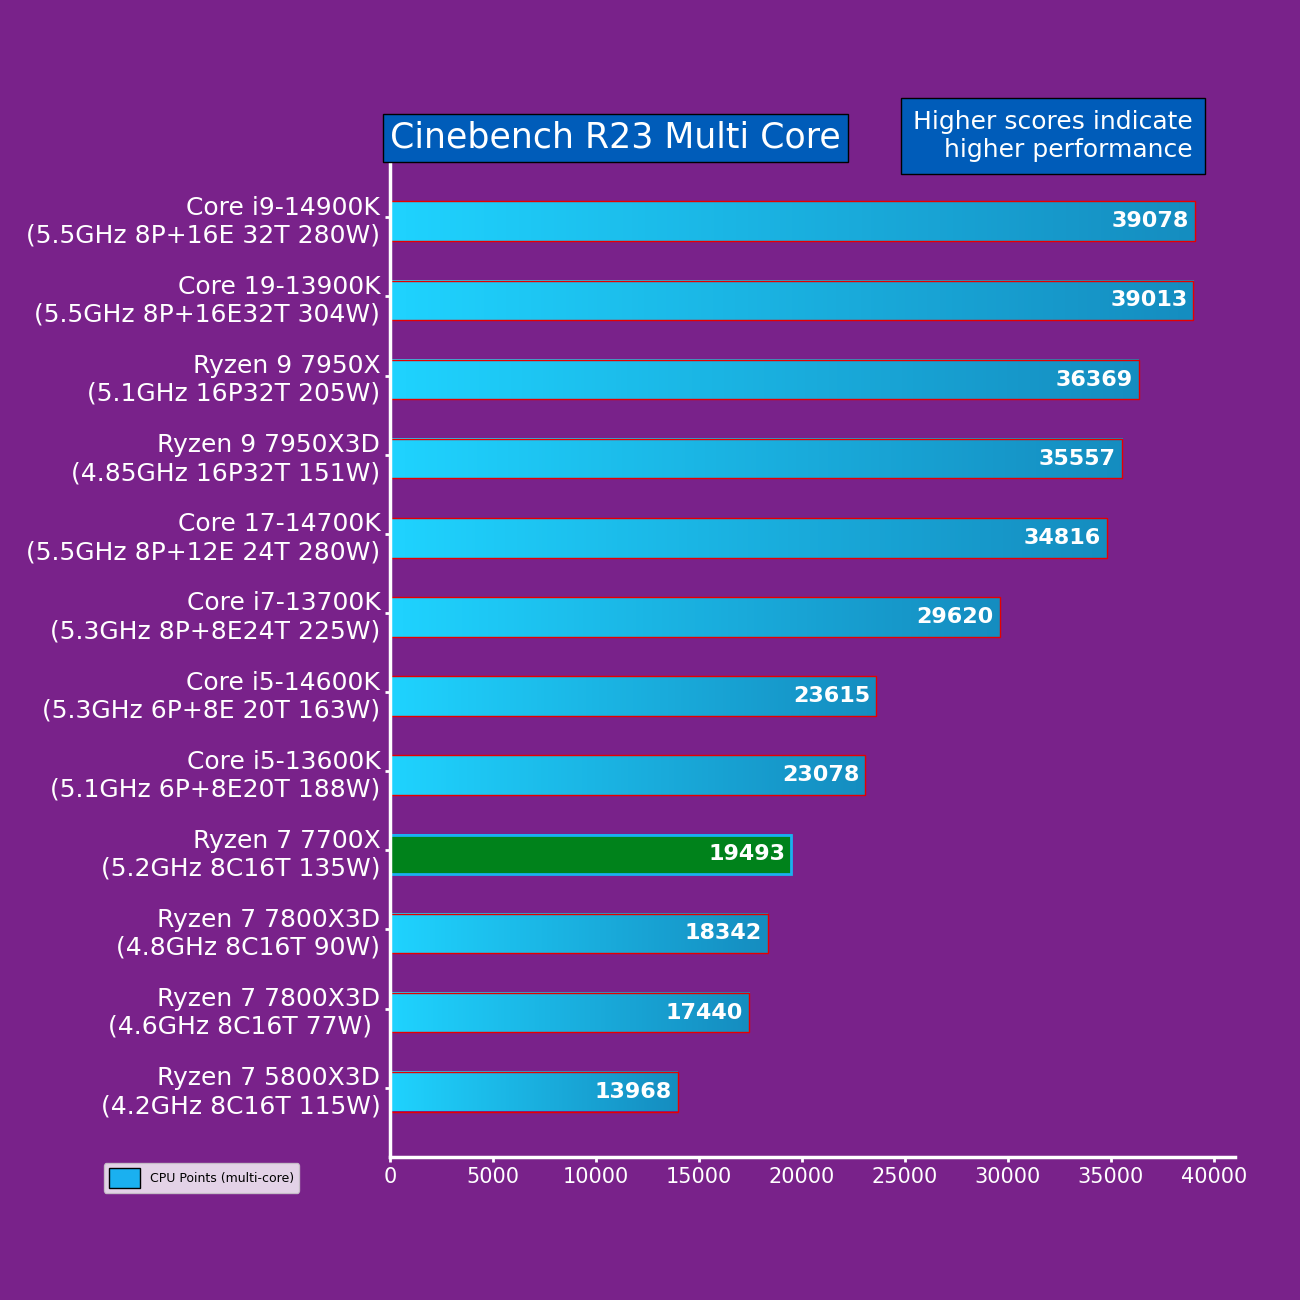 Cinebench R23 Multi Core
Higher scores indicate
higher performance
Core i9-14900K
(5.5GHz 8P+16E 32T 280W)
39078
Core 19-13900K
(5.5GHz 8P+16E32T 304W)
39013
Ryzen 9 7950X
(5.1GHz 16P32T 205W)
36369
Ryzen 9 7950X3D
(4.85GHz 16P32T 151W)
35557
Core 17-14700K
(5.5GHz 8P+12E 24T 280W)
34816
Core i7-13700K
(5.3GHz 8P+8E24T 225W)
29620
Core i5-14600K
(5.3GHz 6P+8E 20T 163W)
23615
Core i5-13600K
(5.1GHz 6P+8E20T 188W)
23078
Ryzen 7 7700X
(5.2GHz 8C16T 135W)
19493
Ryzen 7 7800X3D
(4.8GHz 8C16T 90W)
18342
Ryzen 7 7800X3D
(4.6GHz 8C16T 77W)
17440
Ryzen 7 5800X3D
(4.2GHz 8C16T 115W)
13968
0 5000 10000 15000 20000 25000 30000 35000 40000
CPU Points (multi-core)